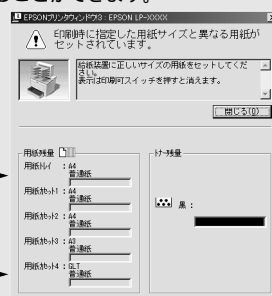 ことができます。
EPSONプリンタウィンドウ!3 : EPSON LP-XXXX
印刷時に指定した用紙サイズと異なる用紙が
セットされています。
給紙装置に正しいサイズの用紙をセットしてくだ
さい。
表示は印刷可スイッチを押すと消えます。
閉じる(O)
用紙残量
トナー残量
用紙トレイ : A4
普通紙
用紙カセット1 : A4
普通紙
黒 :
用紙カセット2 : A4
普通紙
用紙カセット3 : A3
普通紙
用紙カセット4 : GLT
普通紙